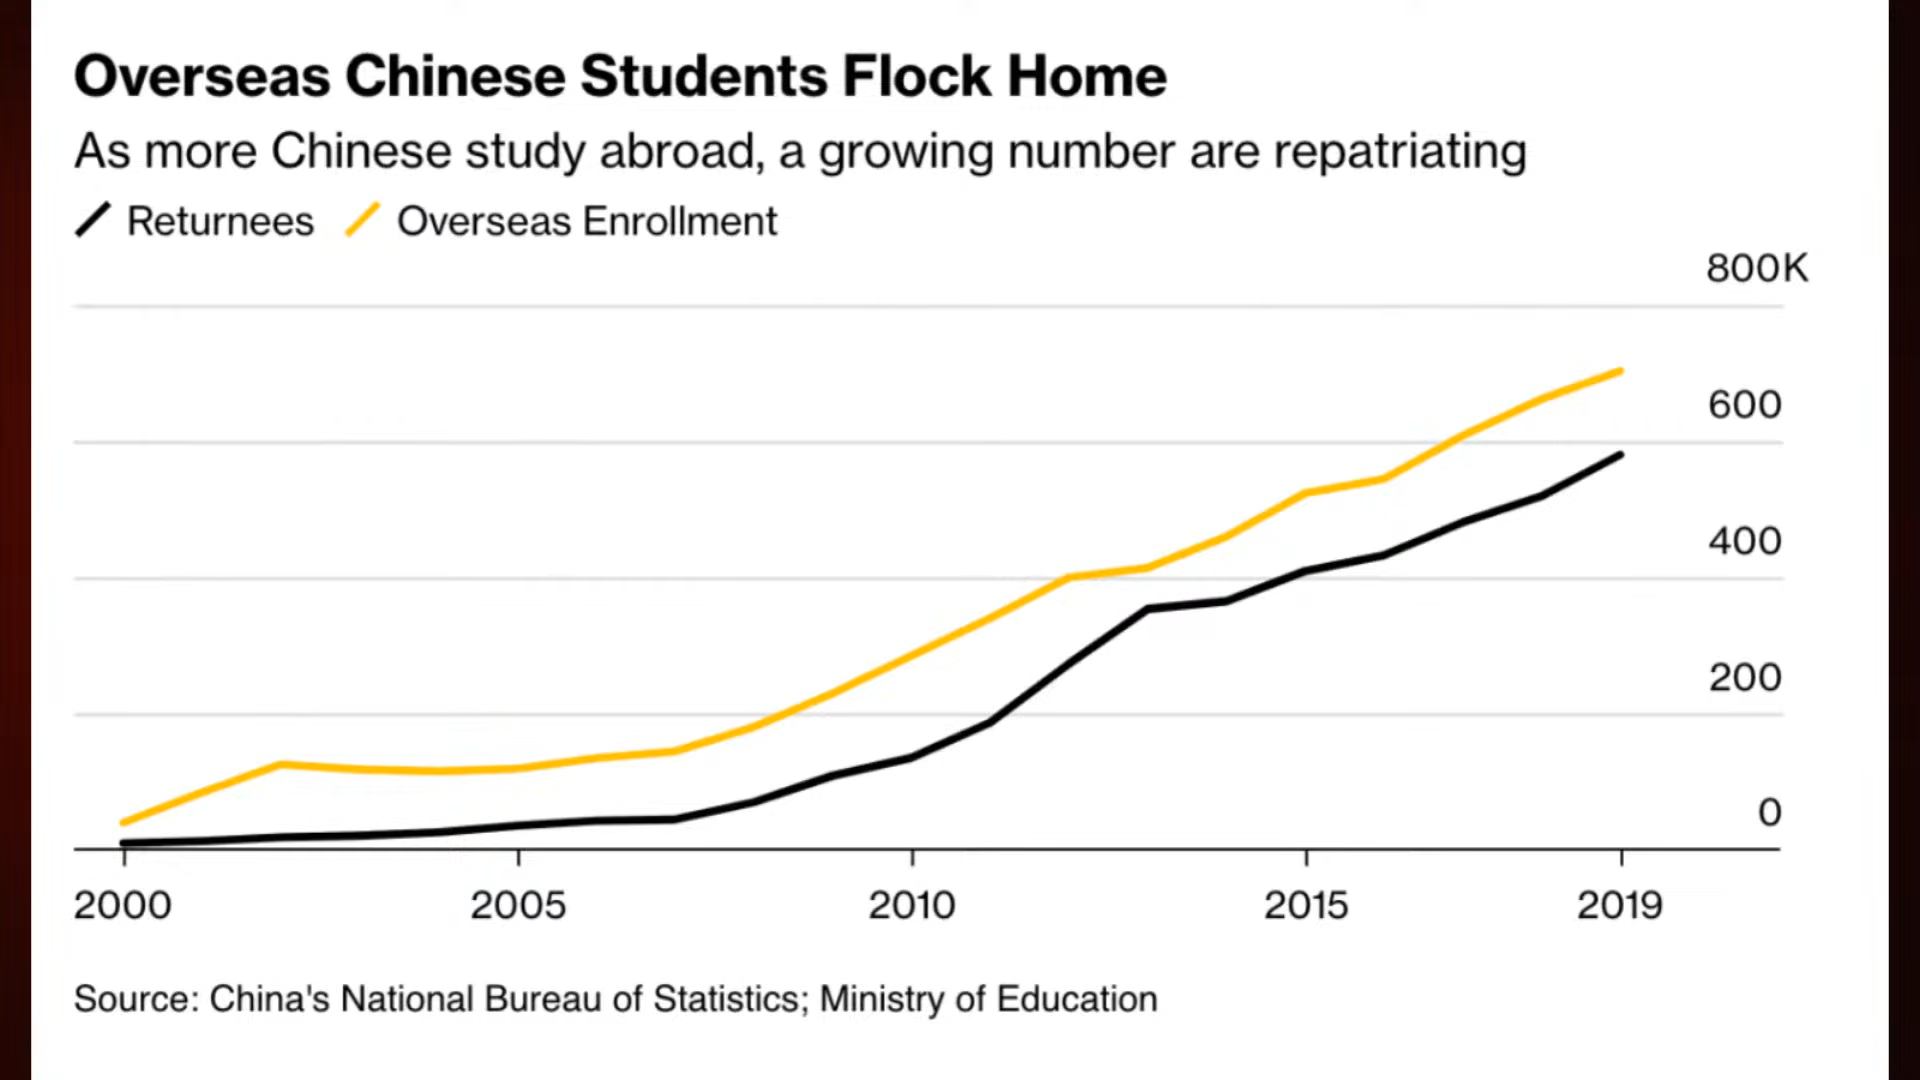 Overseas Chinese Students Flock Home
As more Chinese study abroad, a growing number are repatriating
Returnees Overseas Enrollment
800K
600
400
200
0
2000 2005 2010 2015 2019
Source: China's National Bureau of Statistics; Ministry of Education